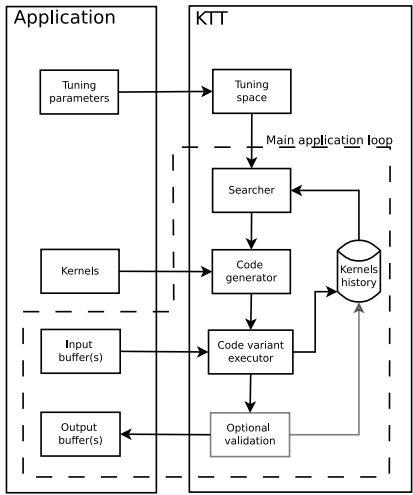 Application
KTT
Tuning
parameters
Tuning
space
Main application loop
Searcher
Kernels
Code
generator
Kernels
history
Input
buffer(s)
Code variant
executor
Output
buffer(s)
Optional
validation